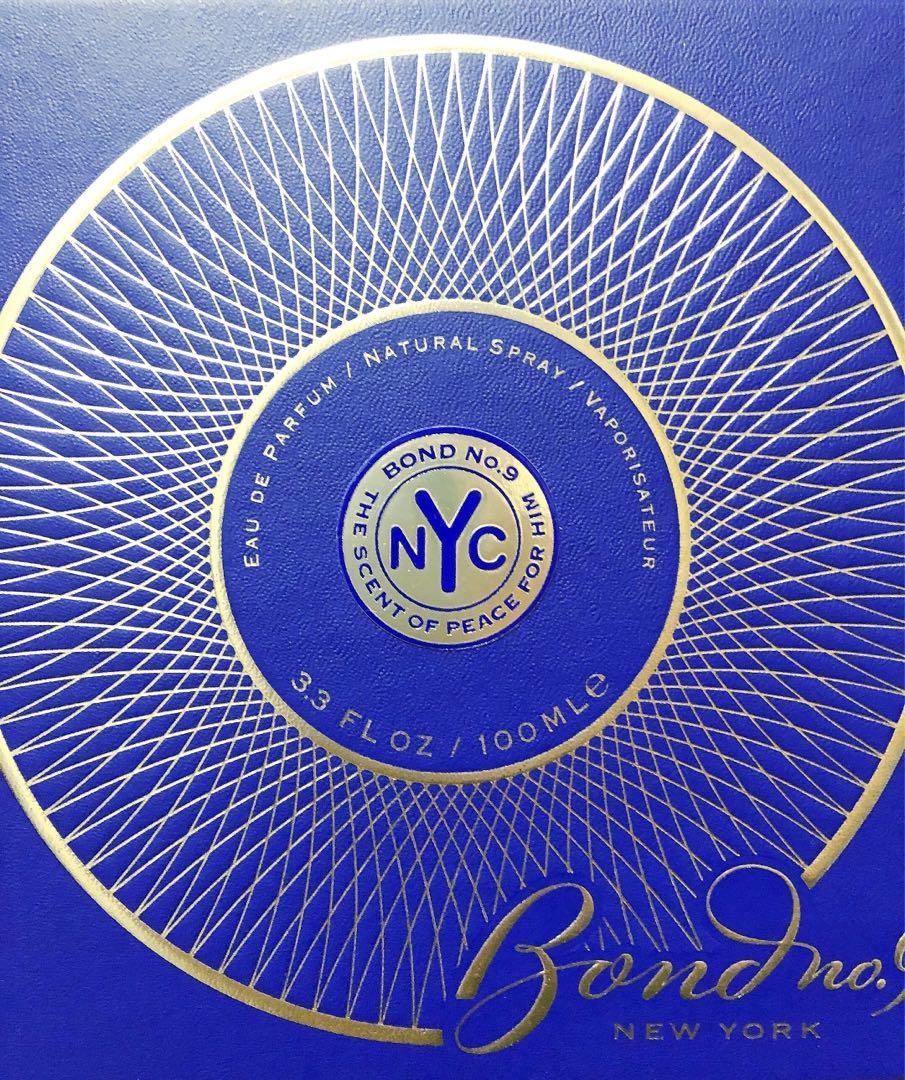 EAU DE PARFUM / NATURAL SPRAY / VAPORISATEUR
BOND NO.9
THE SCENT OF PEACE FOR HIM
NYC
3.3 FL OZ / 100ML℮
Bond no.9
NEW YORK